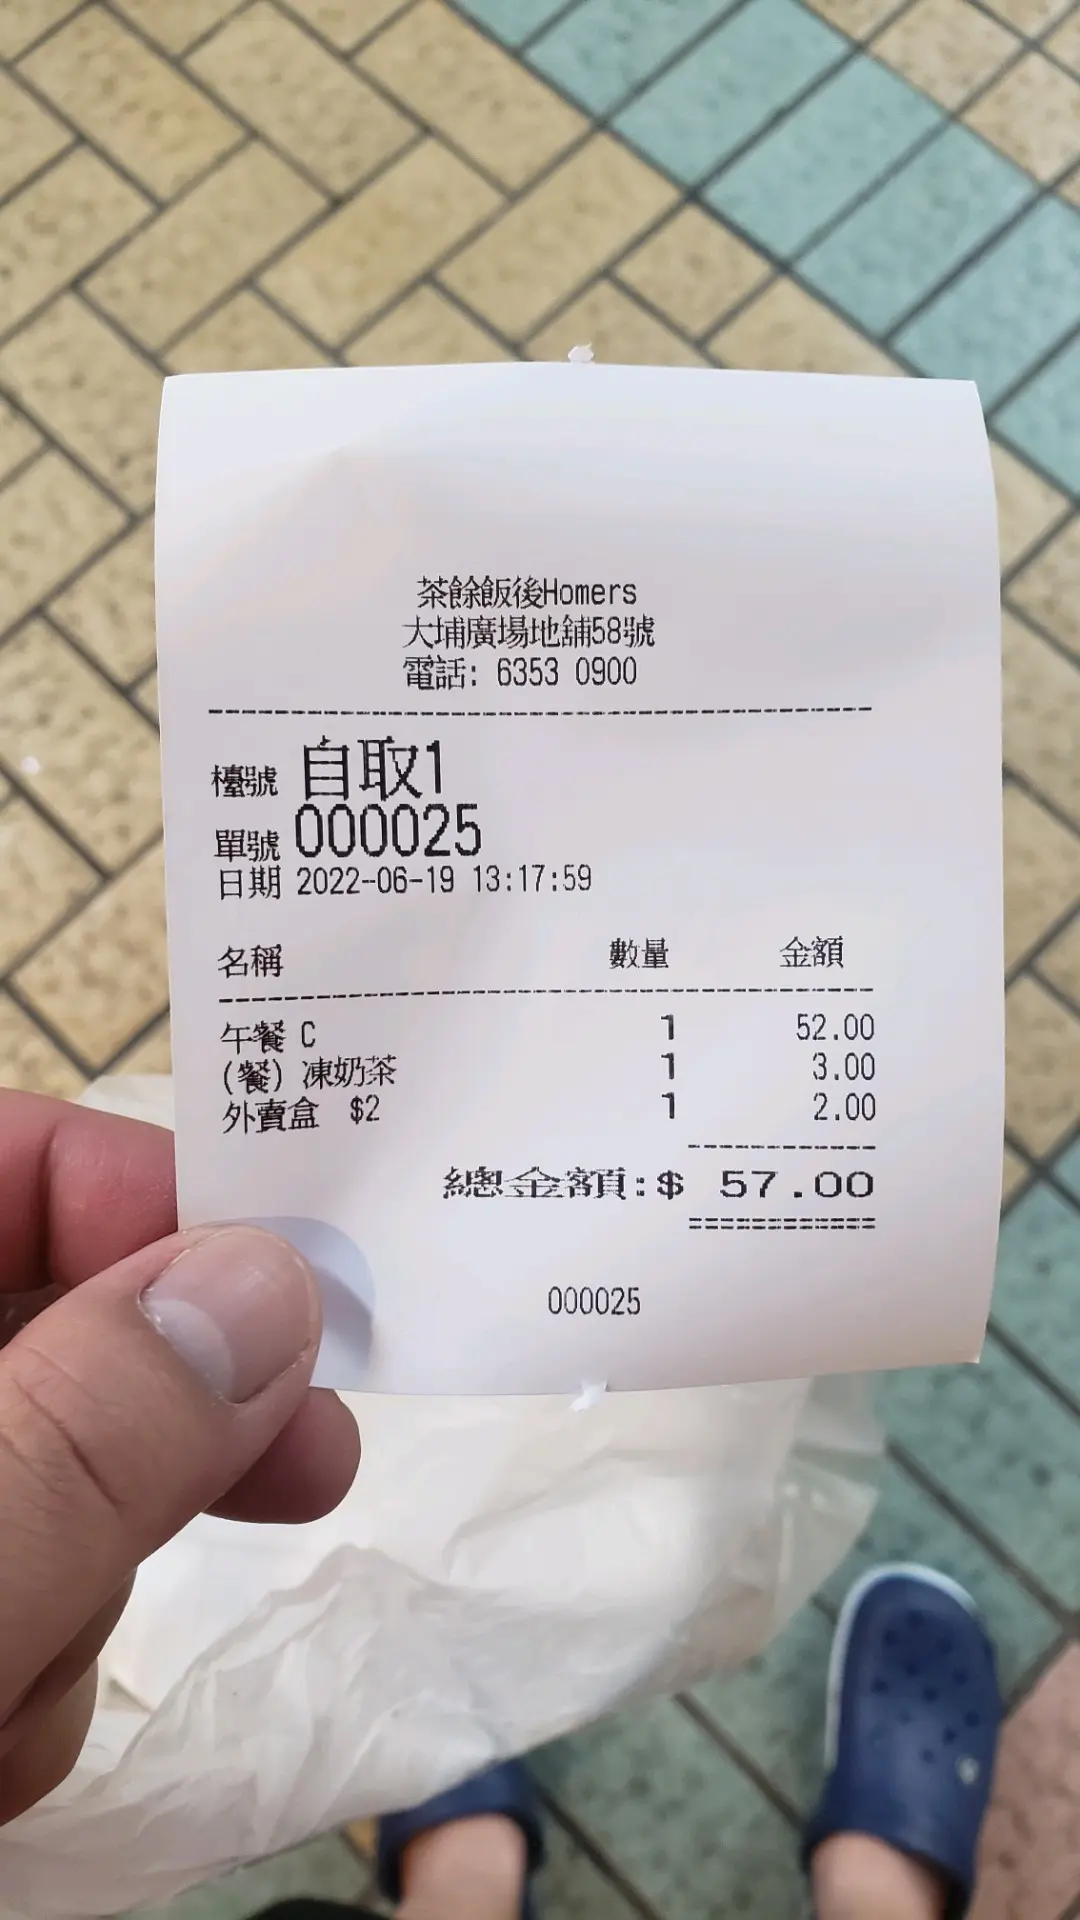 茶餘飯後Homers
大埔廣場地舖58號
電話: 6353 0900
檯號 自取1
單號 000025
日期 2022-06-19 13:17:59
名稱 數量 金額
午餐 C 1 52.00
(餐) 凍奶茶 1 3.00
外賣盒 $2 1 2.00
總金額:$ 57.00
000025